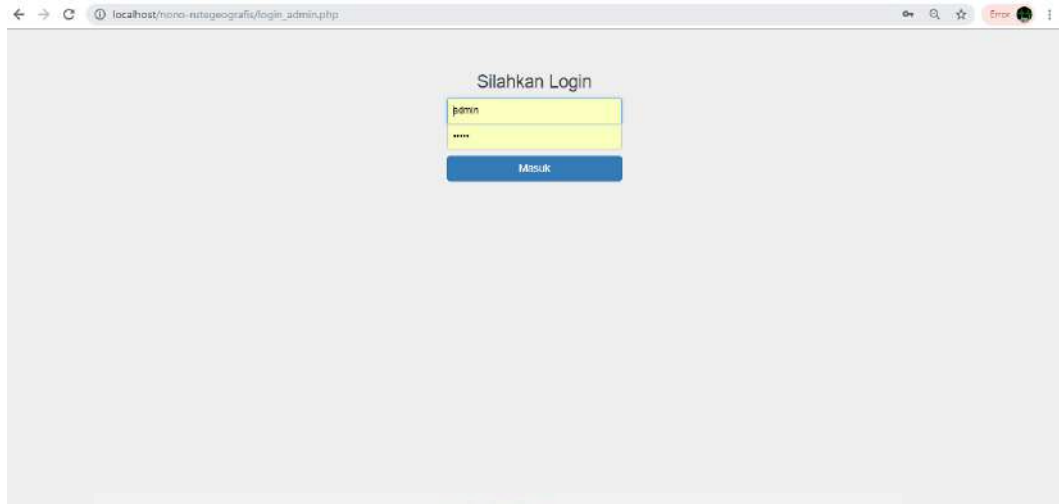 localhost/nono-rutegeografis/login_admin.php
Error
Silahkan Login
admin
•••••
Masuk